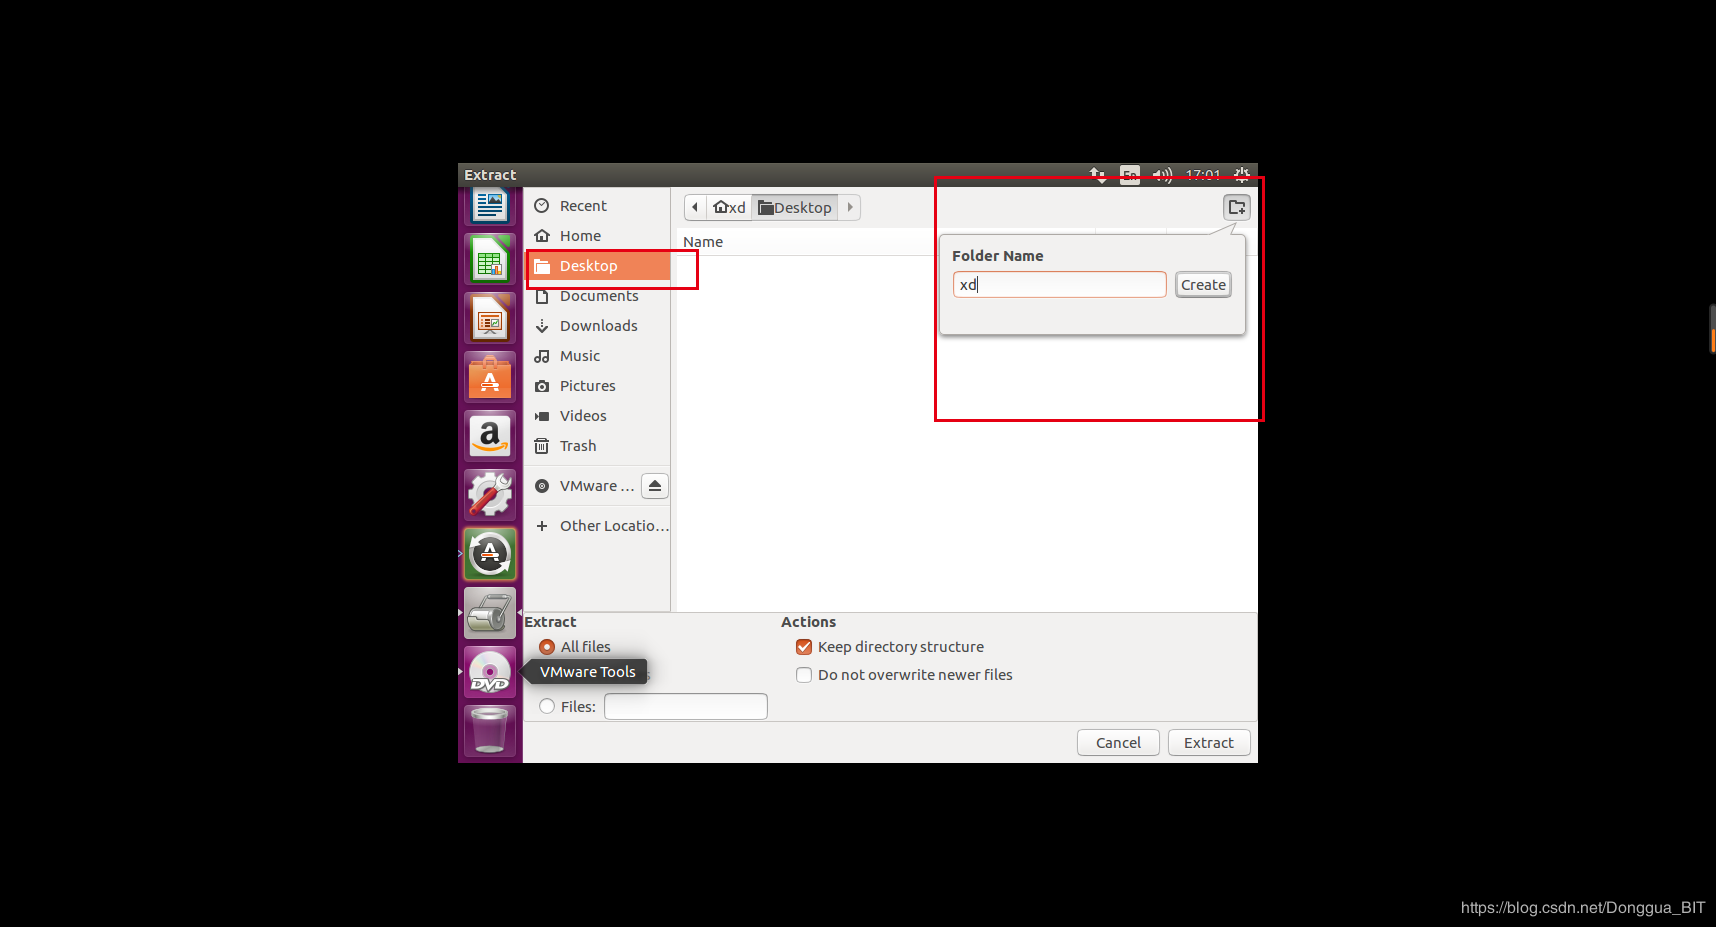 Extract
En
17:01
Recent
Home
Desktop
Documents
Downloads
Music
Pictures
Videos
Trash
VMware ...
Other Locatio...
xd
Desktop
Name
Folder Name
xd
Create
Extract
All files
VMware Tools
Files:
Actions
Keep directory structure
Do not overwrite newer files
Cancel
Extract
a
DVD
https://blog.csdn.net/Donggua_BIT